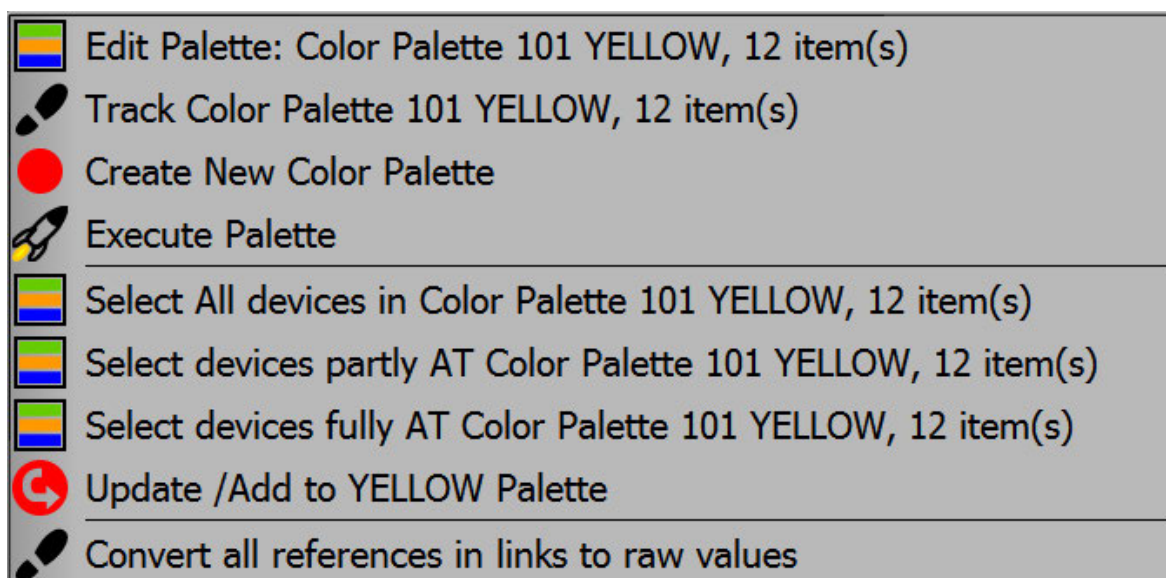 Edit Palette: Color Palette 101 YELLOW, 12 item(s)
Track Color Palette 101 YELLOW, 12 item(s)
Create New Color Palette
Execute Palette
Select All devices in Color Palette 101 YELLOW, 12 item(s)
Select devices partly AT Color Palette 101 YELLOW, 12 item(s)
Select devices fully AT Color Palette 101 YELLOW, 12 item(s)
Update /Add to YELLOW Palette
Convert all references in links to raw values